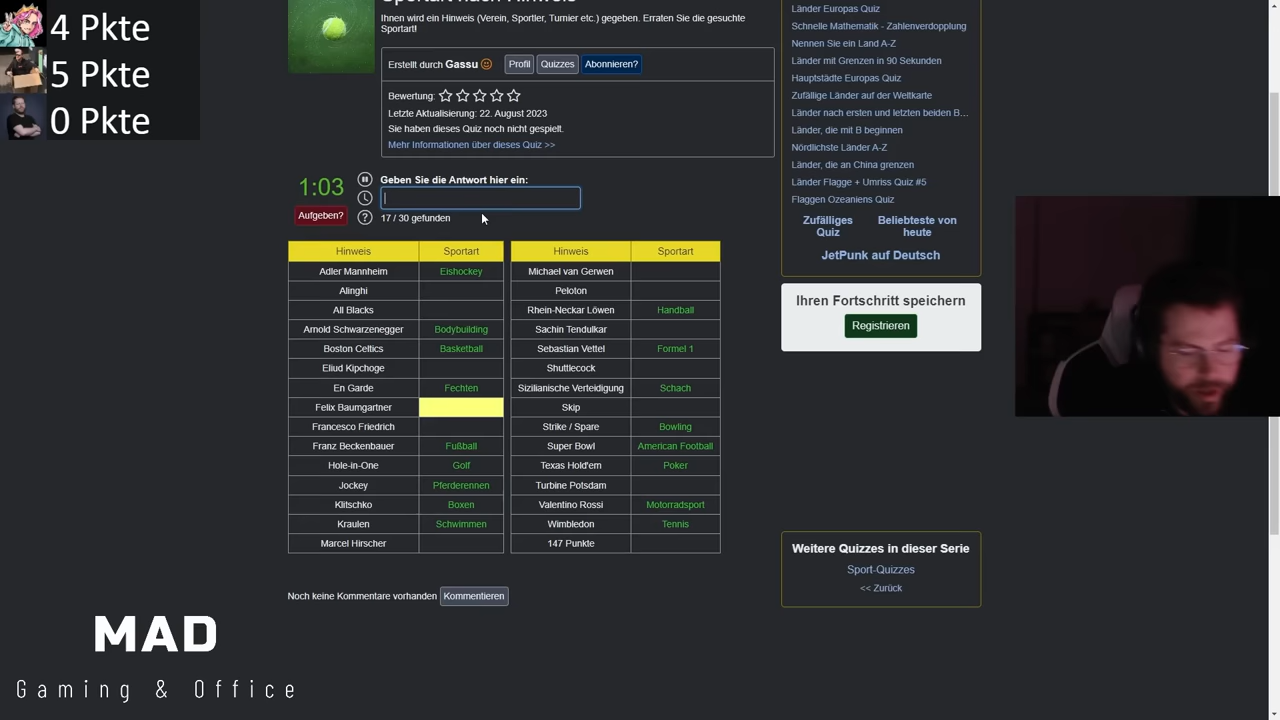 4 Pkte
5 Pkte
0 Pkte
Ihnen wird ein Hinweis (Verein, Sportler, Turnier etc.) gegeben. Erraten Sie die gesuchte
Sportart!
Erstellt durch Gassu
Profil
Quizzes
Abonnieren?
Bewertung:
Letzte Aktualisierung: 22. August 2023
Sie haben dieses Quiz noch nicht gespielt.
Mehr Informationen über dieses Quiz >>
1:03
Aufgeben?
Geben Sie die Antwort hier ein:
17 / 30 gefunden
Hinweis Sportart
Adler Mannheim Eishockey
Alinghi
All Blacks
Arnold Schwarzenegger Bodybuilding
Boston Celtics Basketball
Eliud Kipchoge
En Garde Fechten
Felix Baumgartner
Francesco Friedrich
Franz Beckenbauer Fußball
Hole-in-One Golf
Jockey Pferderennen
Klitschko Boxen
Kraulen Schwimmen
Marcel Hirscher
Hinweis Sportart
Michael van Gerwen
Peloton
Rhein-Neckar Löwen Handball
Sachin Tendulkar
Sebastian Vettel Formel 1
Shuttlecock
Sizilianische Verteidigung Schach
Skip
Strike / Spare Bowling
Super Bowl American Football
Texas Hold'em Poker
Turbine Potsdam
Valentino Rossi Motorradsport
Wimbledon Tennis
147 Punkte
Noch keine Kommentare vorhanden
Kommentieren
Länder Europas Quiz
Schnelle Mathematik - Zahlenverdopplung
Nennen Sie ein Land A-Z
Länder mit Grenzen in 90 Sekunden
Hauptstädte Europas Quiz
Zufällige Länder auf der Weltkarte
Länder nach ersten und letzten beiden B...
Länder, die mit B beginnen
Nördlichste Länder A-Z
Länder, die an China grenzen
Länder Flagge + Umriss Quiz #5
Flaggen Ozeaniens Quiz
Zufälliges
Quiz
Beliebteste von
heute
JetPunk auf Deutsch
Ihren Fortschritt speichern
Registrieren
Weitere Quizzes in dieser Serie
Sport-Quizzes
<< Zurück
MAD
Gaming & Office